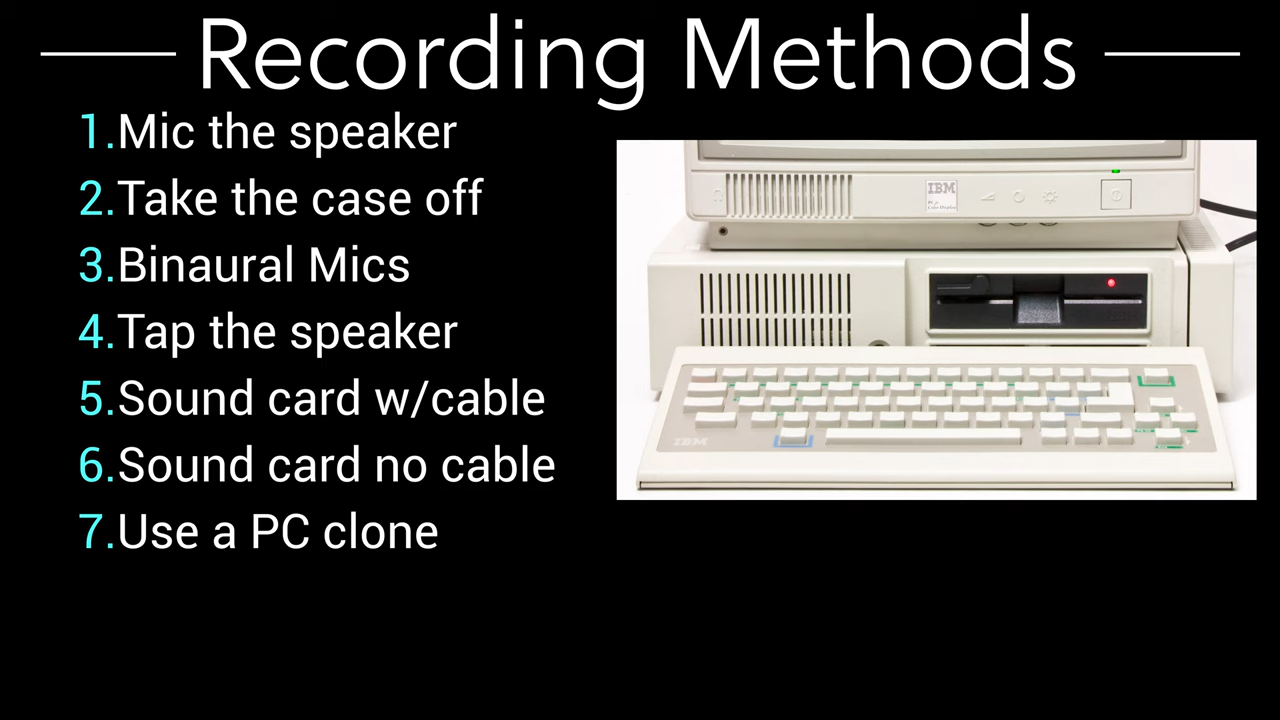 Recording Methods
1.Mic the speaker
2.Take the case off
3.Binaural Mics
4.Tap the speaker
5.Sound card w/cable
6.Sound card no cable
7.Use a PC clone
IBM
IBM